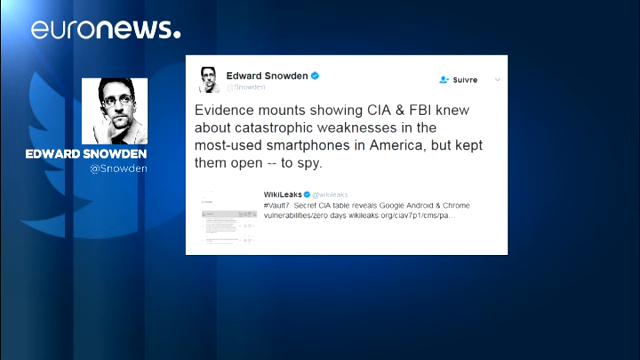 euronews.
Edward Snowden
@Snowden
Suivre
Evidence mounts showing CIA & FBI knew
about catastrophic weaknesses in the
most-used smartphones in America, but kept
them open -- to spy.
EDWARD SNOWDEN
@Snowden
WikiLeaks @wikileaks
#Vault7: Secret CIA table reveals Google Android & Chrome
vulnerabilities/zero days wikileaks.org/ciav7p1/cms/pa...